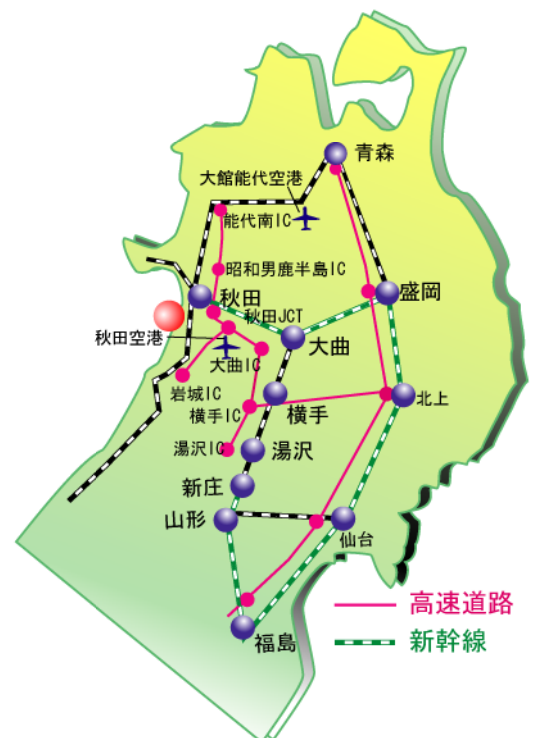 青森
大館能代空港
能代南IC
昭和男鹿半島IC
秋田
盛岡
秋田JCT
秋田空港
大曲
大曲IC
岩城IC
北上
横手IC
横手
湯沢IC
湯沢
新庄
山形
仙台
高速道路
福島
新幹線